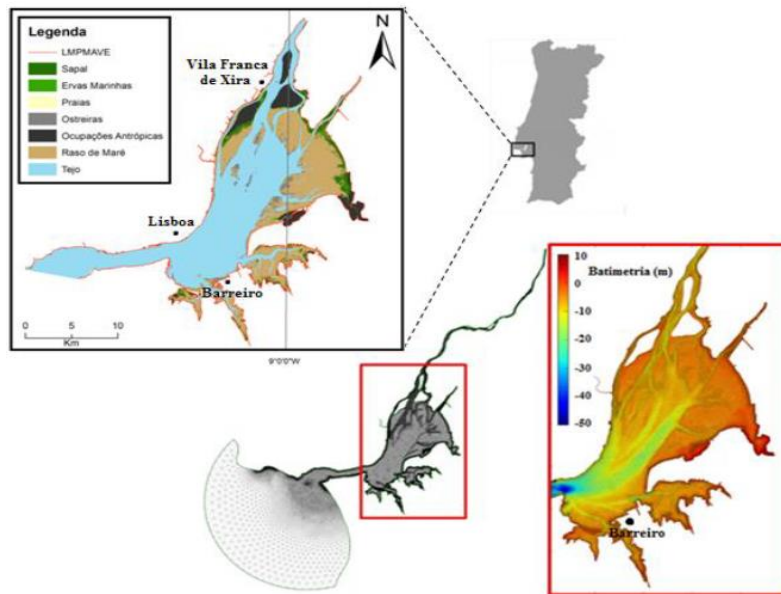 Legenda
LMPMAVE
Sapal
Ervas Marinhas
Praias
Ostreiras
Ocupações Antrópicas
Raso de Maré
Tejo
N
Vila Franca
de Xira
Lisboa
Barreiro
0 5 10
Km
9°0'0"W
10
0
-10
-20
-30
-40
-50
Batimetria (m)
Barreiro